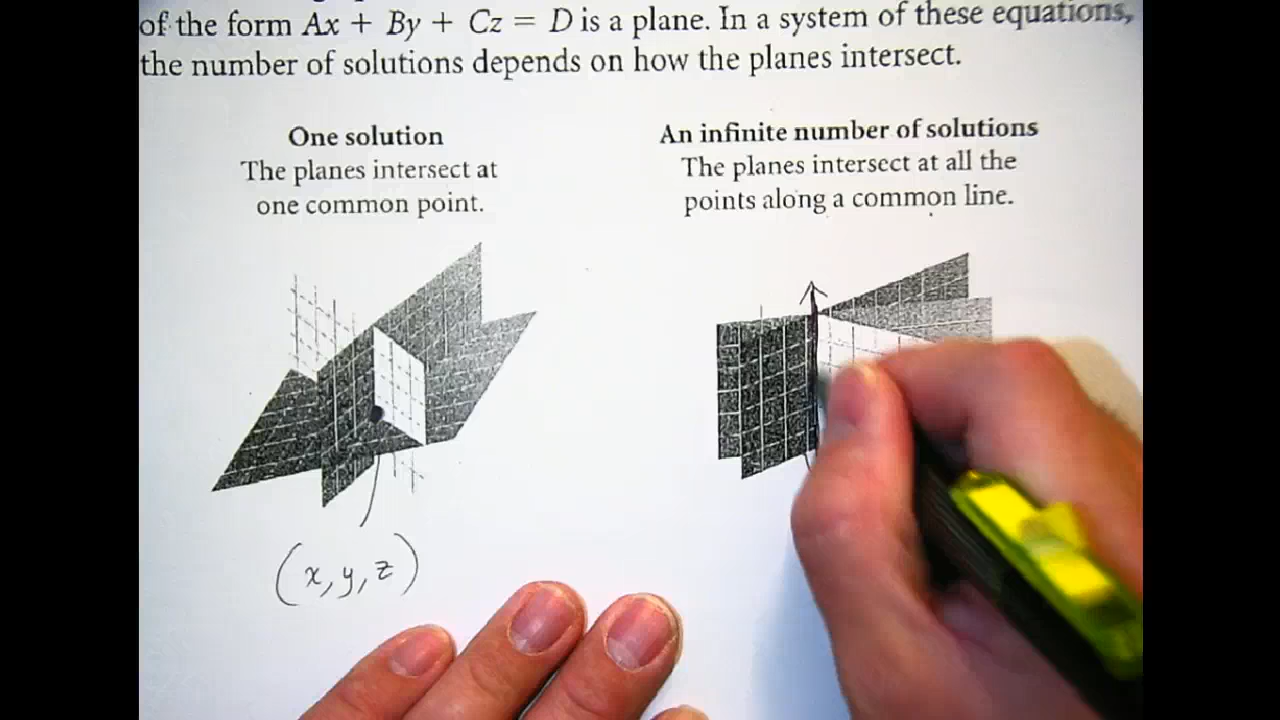 of the form Ax + By + Cz = D is a plane. In a system of these equations,
the number of solutions depends on how the planes intersect.
One solution
The planes intersect at
one common point.
An infinite number of solutions
The planes intersect at all the
points along a common line.
(x, y, z)